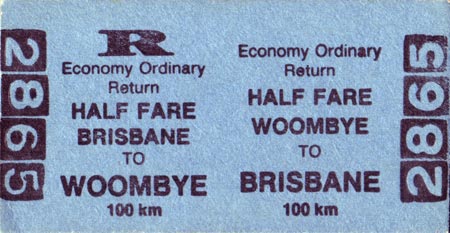 2865
R
Economy Ordinary
Return
HALF FARE
BRISBANE
TO
WOOMBYE
100 km
Economy Ordinary
Return
HALF FARE
WOOMBYE
TO
BRISBANE
100 km
2865